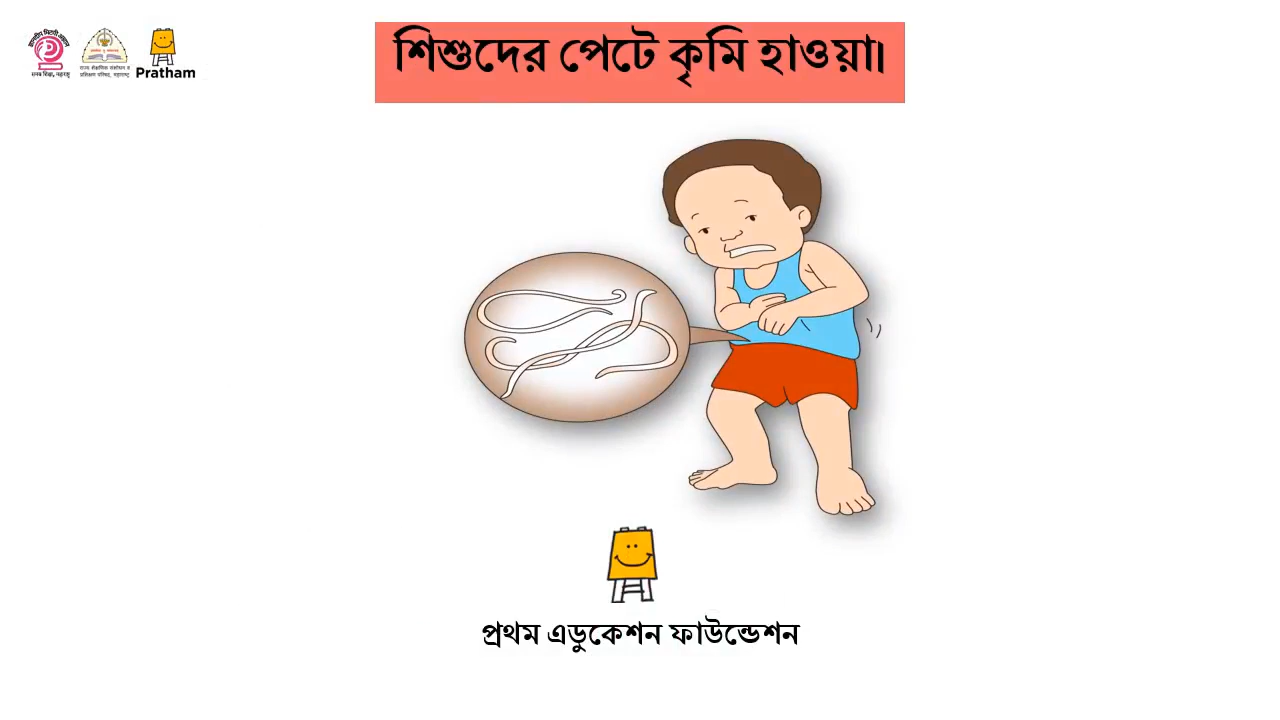 Pratham
শিশুদের পেটে কৃমি হাওয়া।
প্রথম এডুকেশন ফাউন্ডেশন